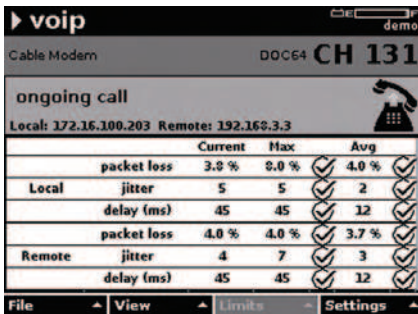 voip
E F
demo
Cable Modem DOC64 CH 131
ongoing call
Local: 172.16.100.203 Remote: 192.168.3.3
Current Max Avg
packet loss 3.8 % 8.0 % 4.0 %
Local jitter 5 5 2
delay (ms) 45 45 12
packet loss 4.0 % 4.0 % 3.7 %
Remote jitter 4 7 3
delay (ms) 45 45 12
File View Limits Settings